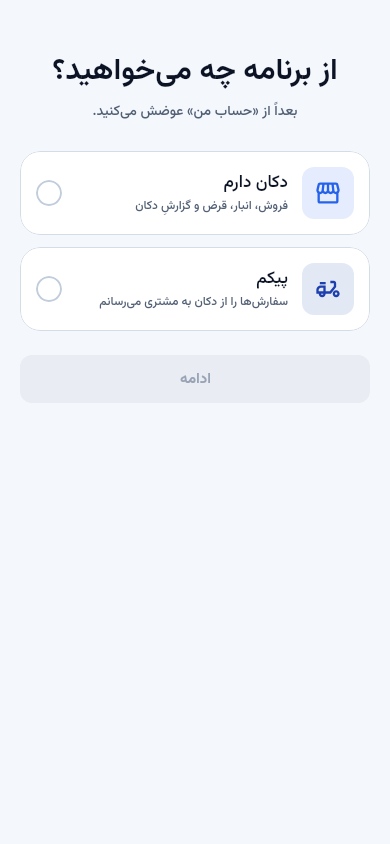 از برنامه چه می‌خواهید؟
بعداً از «حساب من» عوضش می‌کنید.
دکان دارم
فروش، انبار، قرض و گزارشِ دکان
پیکم
سفارش‌ها را از دکان به مشتری می‌رسانم
ادامه